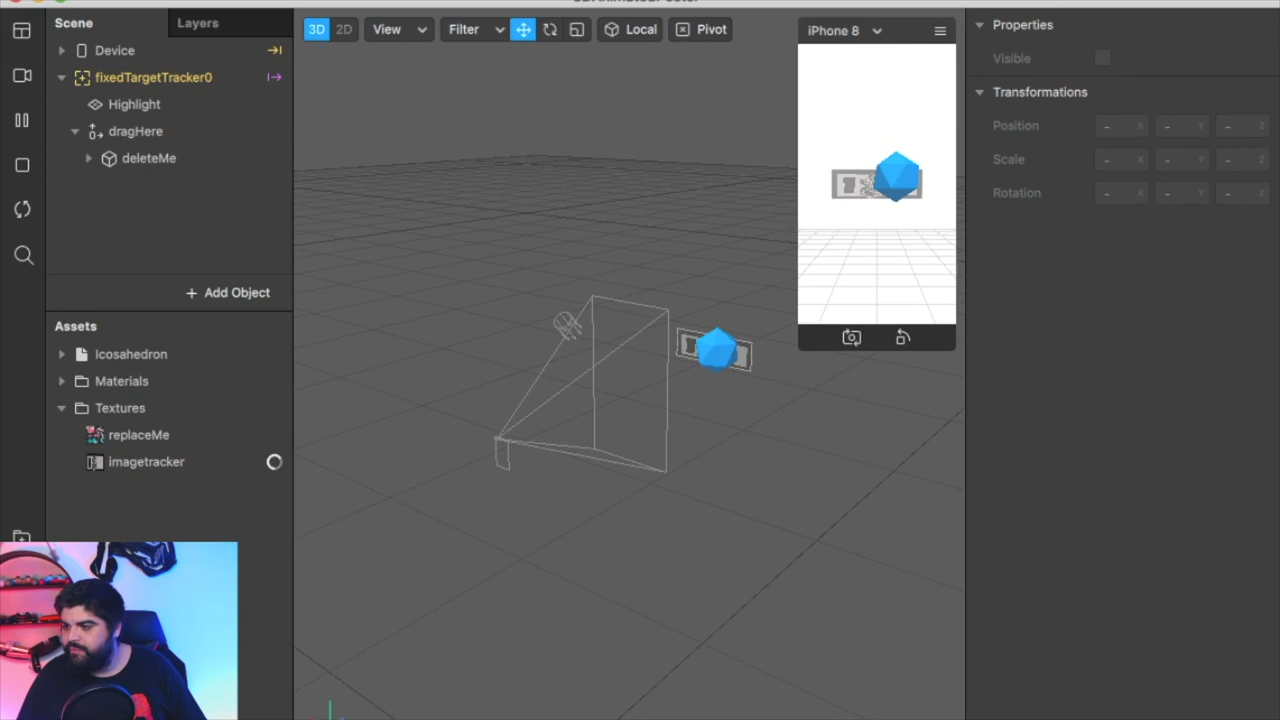 Scene
Layers
Device
fixedTargetTracker0
Highlight
dragHere
deleteMe
+ Add Object
Assets
Icosahedron
Materials
Textures
replaceMe
imagetracker
3D 2D View Filter Local Pivot
iPhone 8
Properties
Visible
Transformations
Position - X - Y - Z
Scale - X - Y - Z
Rotation - X - Y - Z